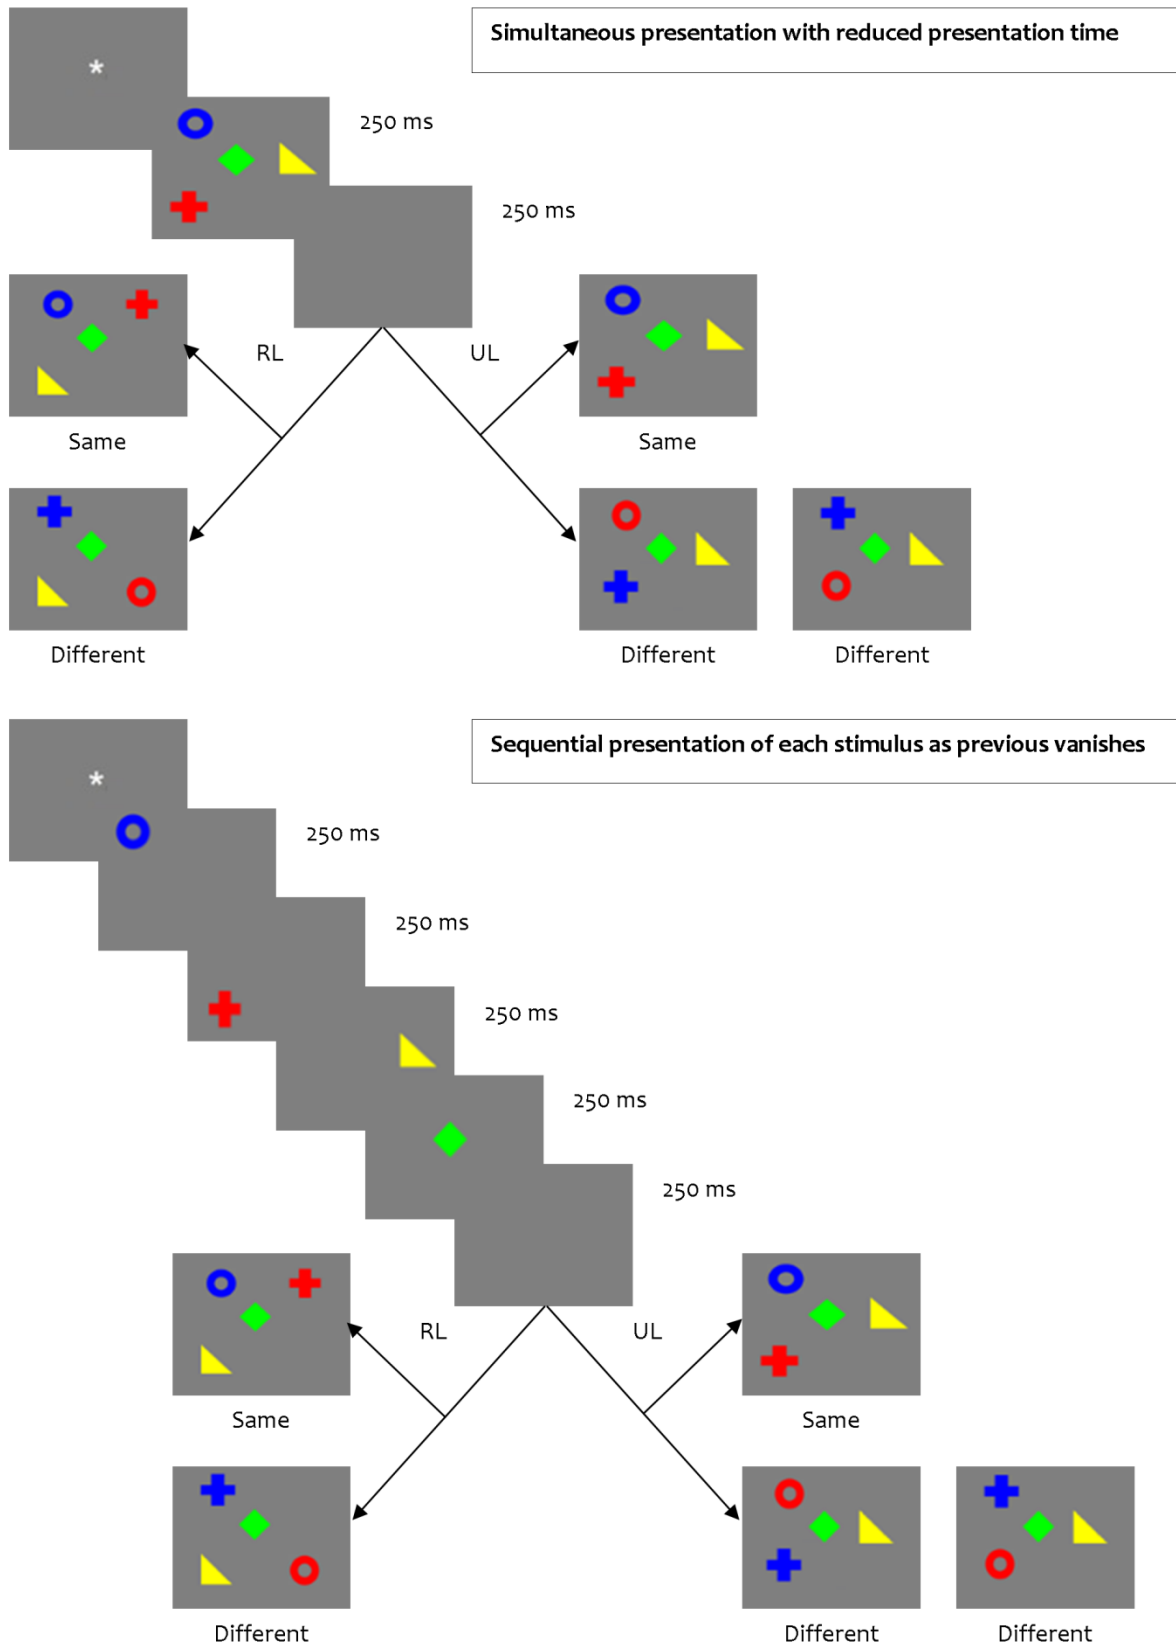 Simultaneous presentation with reduced presentation time
*
250 ms
250 ms
RL
UL
Same
Same
Different
Different
Different
Sequential presentation of each stimulus as previous vanishes
*
250 ms
250 ms
250 ms
250 ms
250 ms
RL
UL
Same
Same
Different
Different
Different